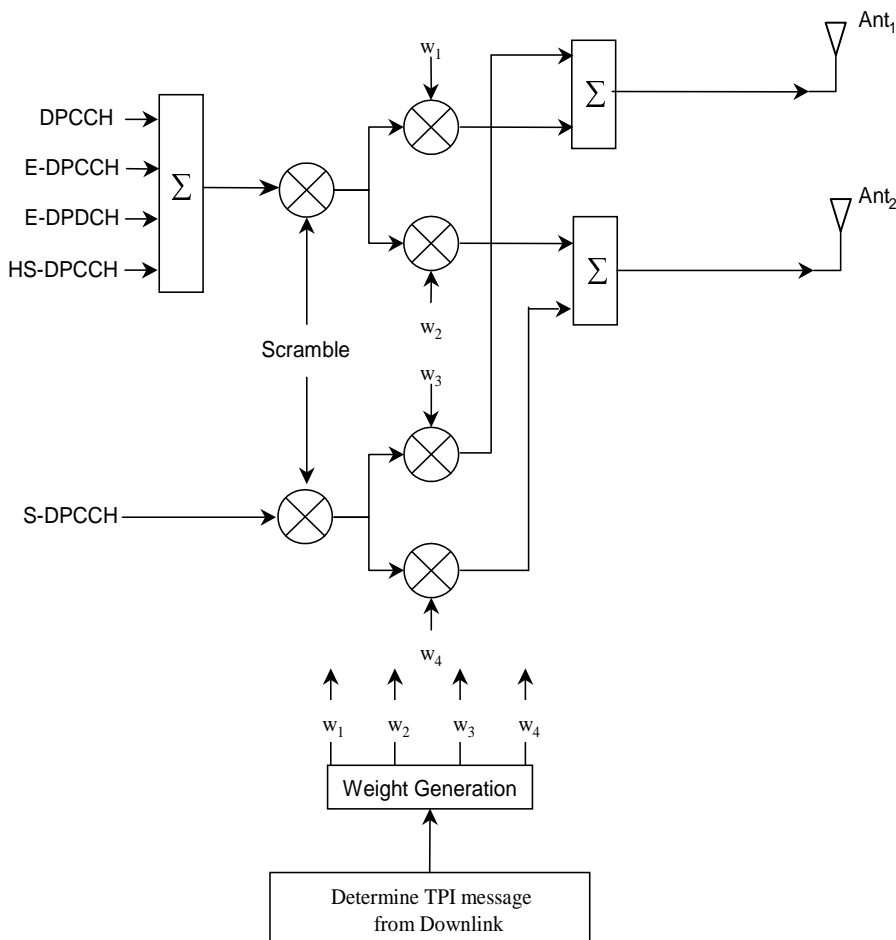 Ant1
w1
DPCCH
E-DPCCH
E-DPDCH
HS-DPCCH
Σ
Σ
Ant2
Σ
w2
Scramble
w3
S-DPCCH
w4
w1 w2 w3 w4
Weight Generation
Determine TPI message
from Downlink